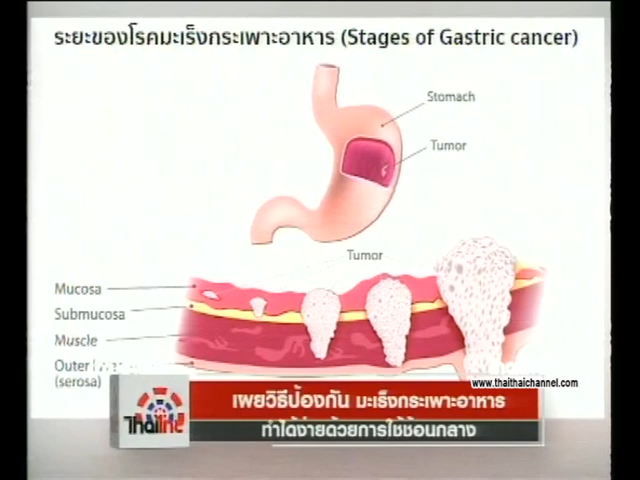 ระยะของโรคมะเร็งกระเพาะอาหาร (Stages of Gastric cancer)
Stomach
Tumor
Tumor
Mucosa
Submucosa
Muscle
Outer
(serosa)
www.thaithaichannel.com
เผยวิธีป้องกัน มะเร็งกระเพาะอาหาร
ทำได้ง่ายด้วยการใช้ช้อนกลาง